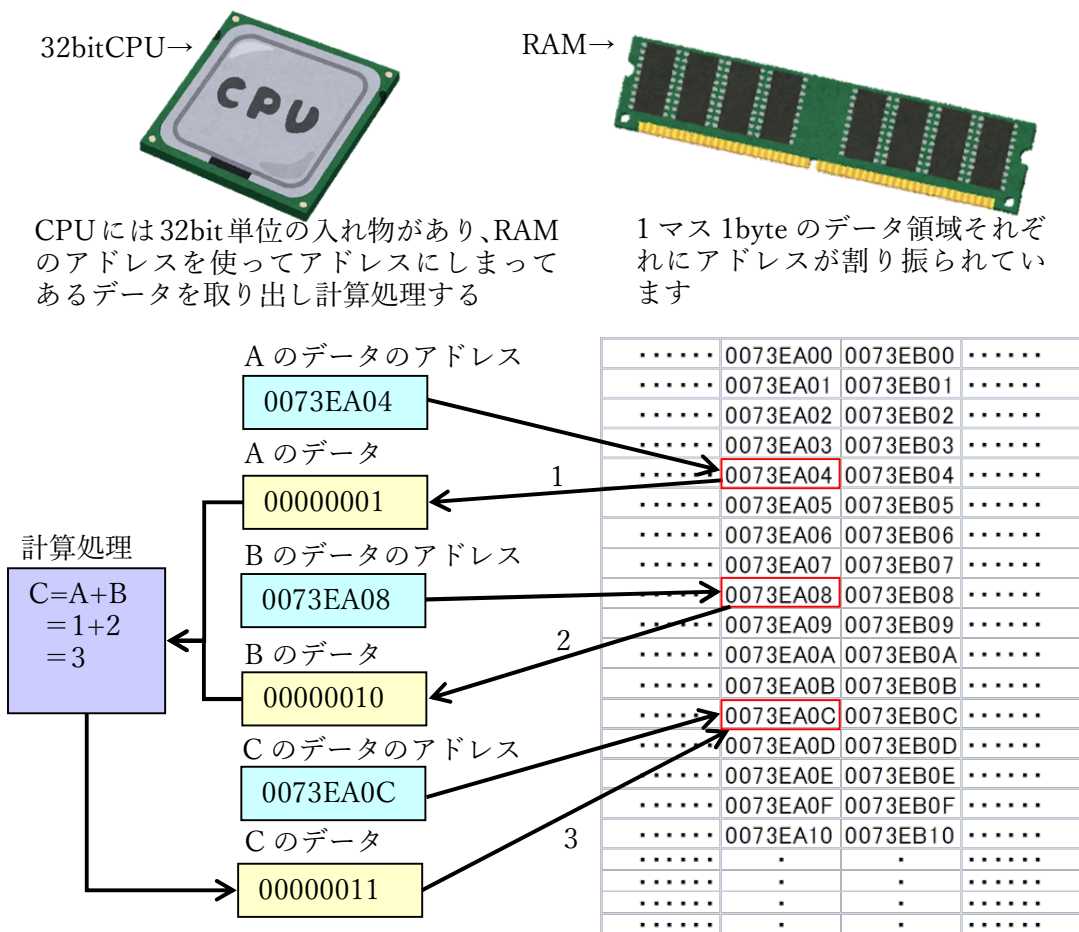 32bitCPU→
CPU
RAM→
CPUには32bit単位の入れ物があり、RAM
のアドレスを使ってアドレスにしまって
あるデータを取り出し計算処理する
1マス1byteのデータ領域それぞ
れにアドレスが割り振られてい
ます
Aのデータのアドレス
0073EA04
Aのデータ
00000001
1
計算処理
C=A+B
=1+2
=3
Bのデータのアドレス
0073EA08
2
Bのデータ
00000010
Cのデータのアドレス
0073EA0C
Cのデータ
00000011
3
・・・・・・ 0073EA00 0073EB00 ・・・・・・
・・・・・・ 0073EA01 0073EB01 ・・・・・・
・・・・・・ 0073EA02 0073EB02 ・・・・・・
・・・・・・ 0073EA03 0073EB03 ・・・・・・
・・・・・・ 0073EA04 0073EB04 ・・・・・・
・・・・・・ 0073EA05 0073EB05 ・・・・・・
・・・・・・ 0073EA06 0073EB06 ・・・・・・
・・・・・・ 0073EA07 0073EB07 ・・・・・・
・・・・・・ 0073EA08 0073EB08 ・・・・・・
・・・・・・ 0073EA09 0073EB09 ・・・・・・
・・・・・・ 0073EA0A 0073EB0A ・・・・・・
・・・・・・ 0073EA0B 0073EB0B ・・・・・・
・・・・・・ 0073EA0C 0073EB0C ・・・・・・
・・・・・・ 0073EA0D 0073EB0D ・・・・・・
・・・・・・ 0073EA0E 0073EB0E ・・・・・・
・・・・・・ 0073EA0F 0073EB0F ・・・・・・
・・・・・・ 0073EA10 0073EB10 ・・・・・・
・・・・・・ ・ ・ ・・・・・・
・・・・・・ ・ ・ ・・・・・・
・・・・・・ ・ ・ ・・・・・・
・・・・・・ ・ ・ ・・・・・・